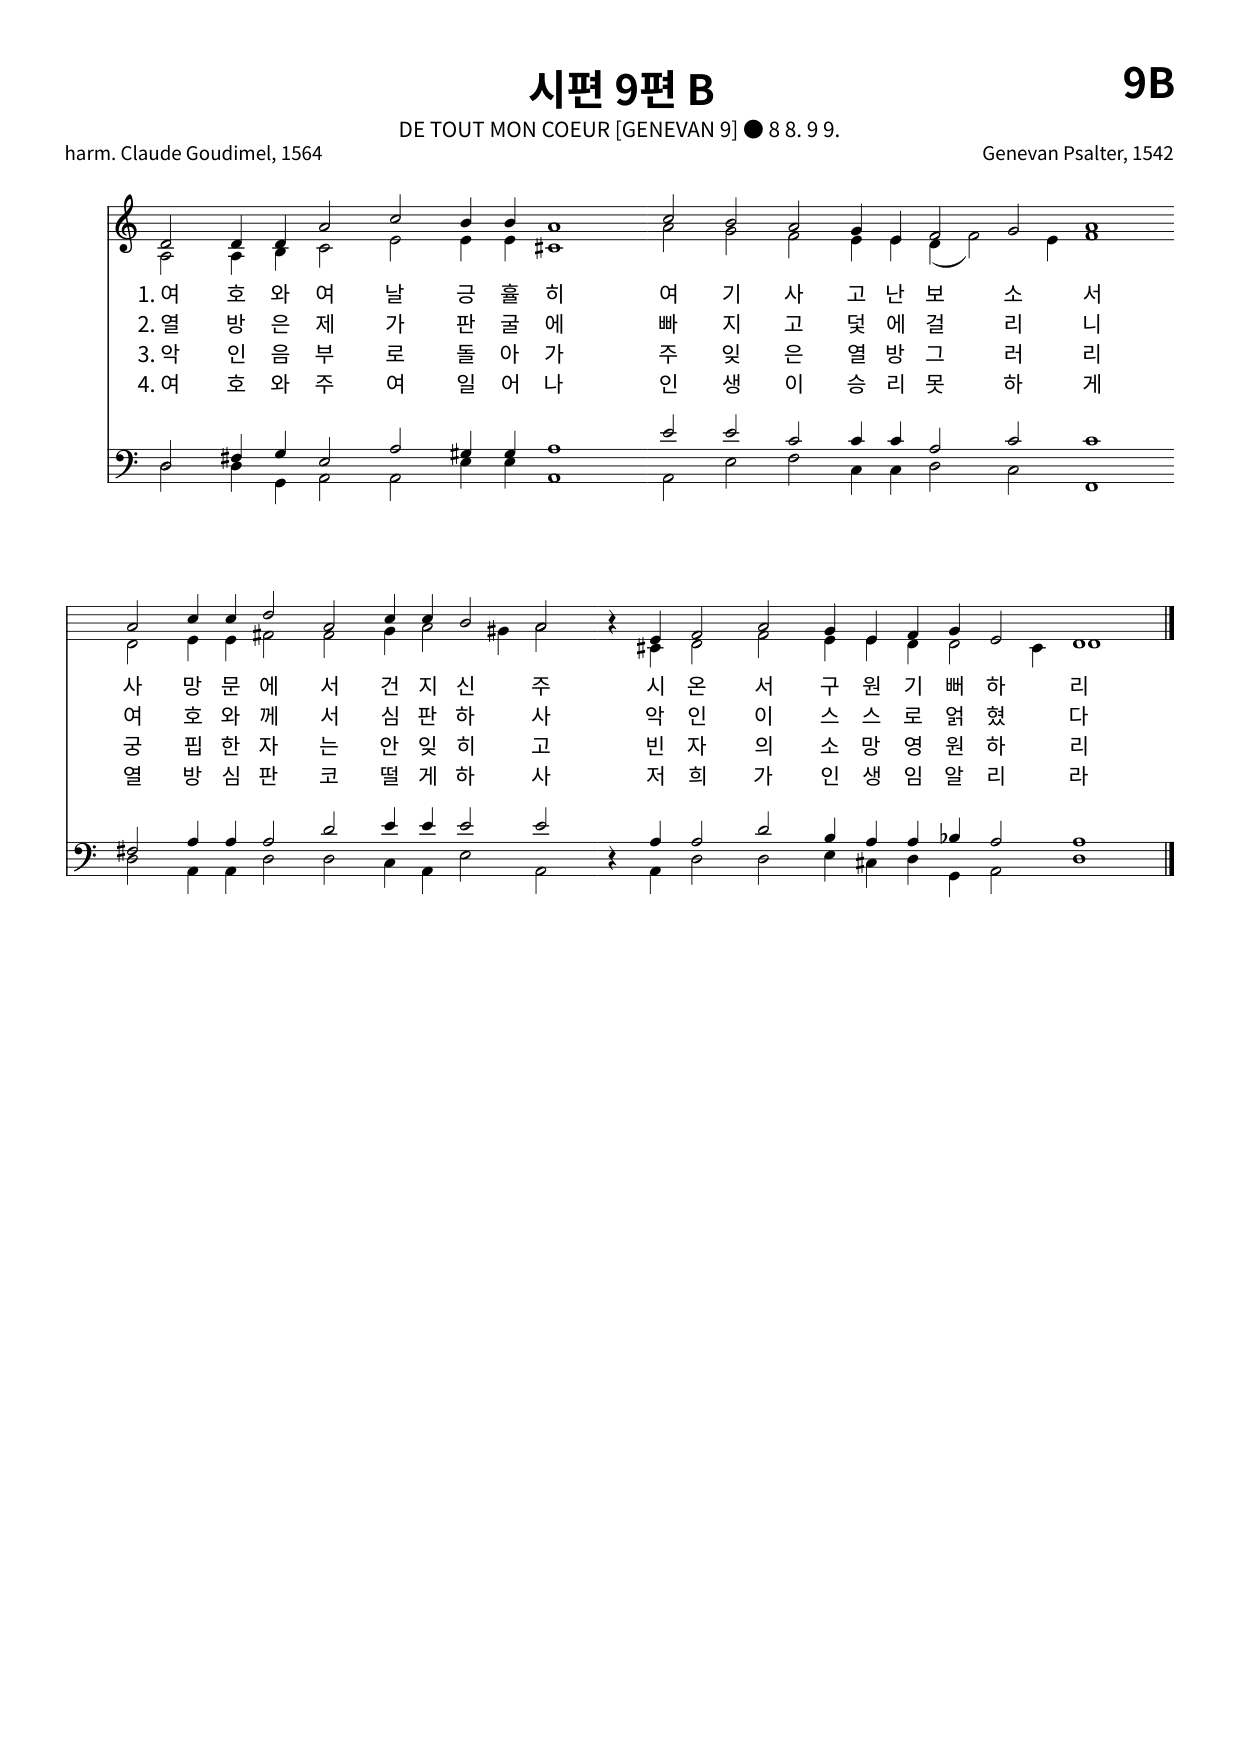 시편 9편 B
9B
DE TOUT MON COEUR [GENEVAN 9] ● 8 8. 9 9.
harm. Claude Goudimel, 1564
Genevan Psalter, 1542
1. 여 호 와 여 날 긍 휼 히 여 기 사 고 난 보 소 서
2. 열 방 은 제 가 판 굴 에 빠 지 고 덫 에 걸 리 니
3. 악 인 음 부 로 돌 아 가 주 잊 은 열 방 그 러 리
4. 여 호 와 주 여 일 어 나 인 생 이 승 리 못 하 게
사 망 문 에 서 건 지 신 주 시 온 서 구 원 기 뻐 하 리
여 호 와 께 서 심 판 하 사 악 인 이 스 스 로 얽 혔 다
궁 핍 한 자 는 안 잊 히 고 빈 자 의 소 망 영 원 하 리
열 방 심 판 코 떨 게 하 사 저 희 가 인 생 임 알 리 라